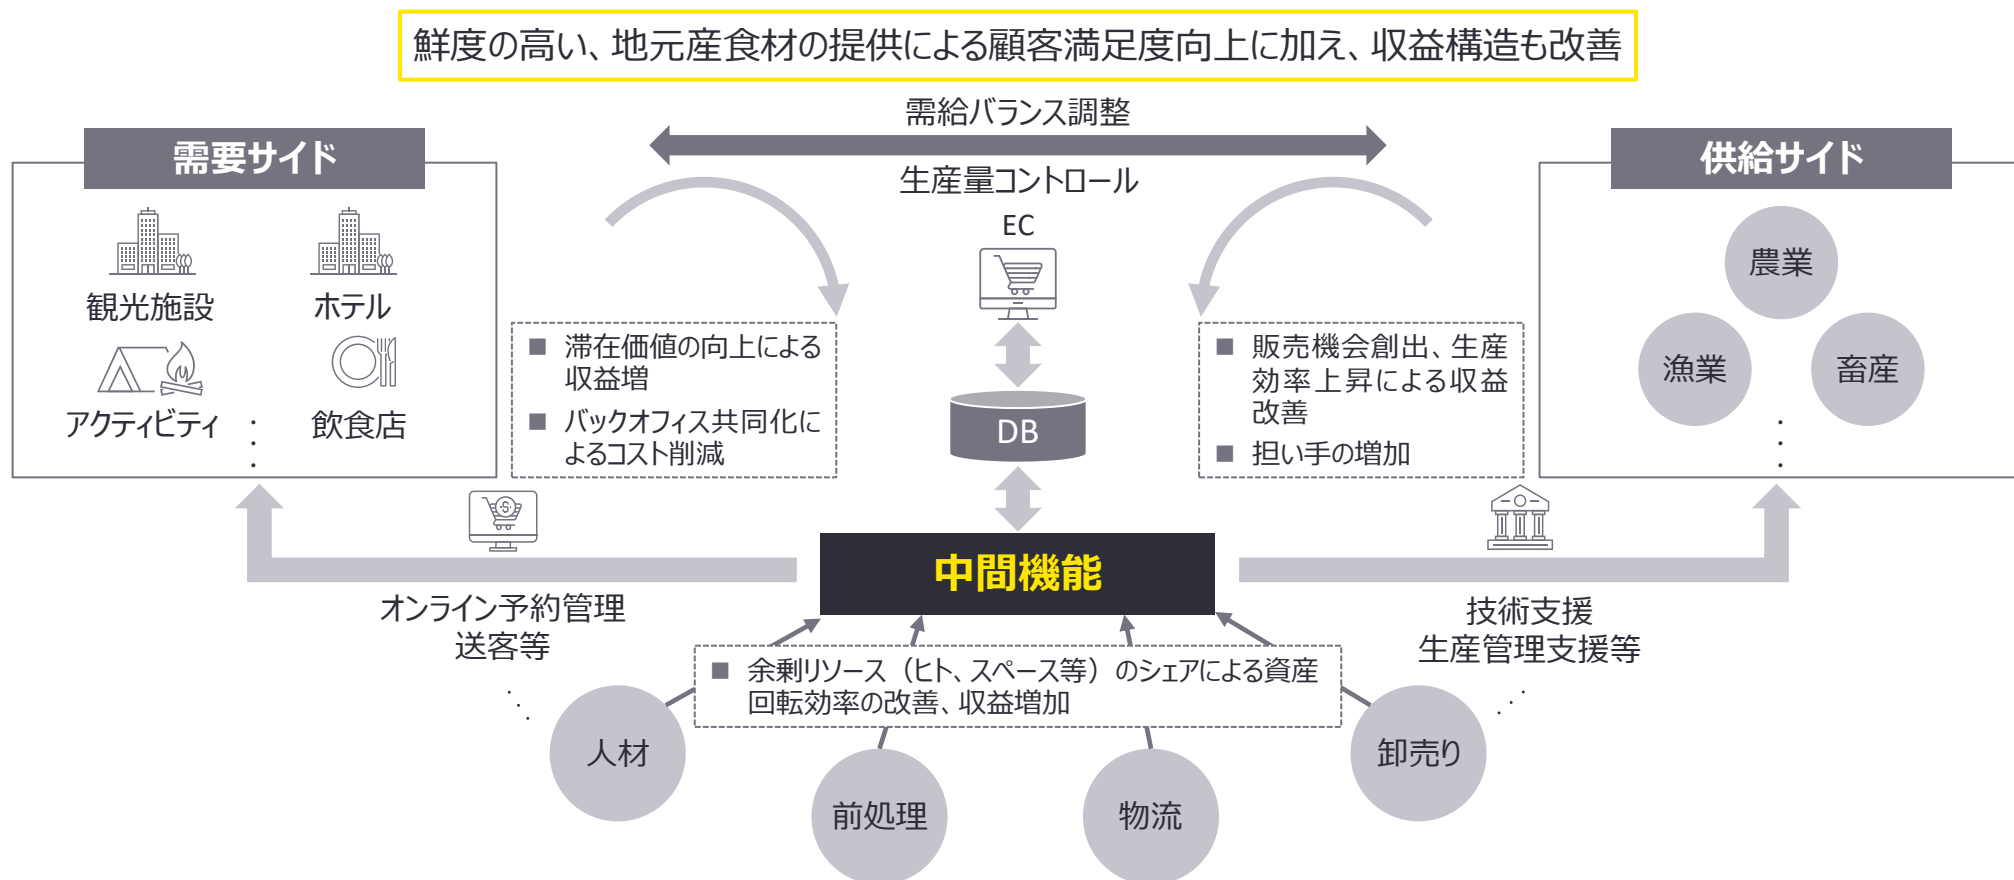 鮮度の高い、地元産食材の提供による顧客満足度向上に加え、収益構造も改善
需給バランス調整
生産量コントロール
需要サイド
観光施設
ホテル
アクティビティ
飲食店
■ 滞在価値の向上による
収益増
■ バックオフィス共同化に
よるコスト削減
EC
DB
■ 販売機会創出、生産
効率上昇による収益
改善
■ 担い手の増加
供給サイド
農業
漁業
畜産
中間機能
オンライン予約管理
送客等
技術支援
生産管理支援等
■ 余剰リソース（ヒト、スペース等）のシェアによる資産
回転効率の改善、収益増加
人材
前処理
物流
卸売り